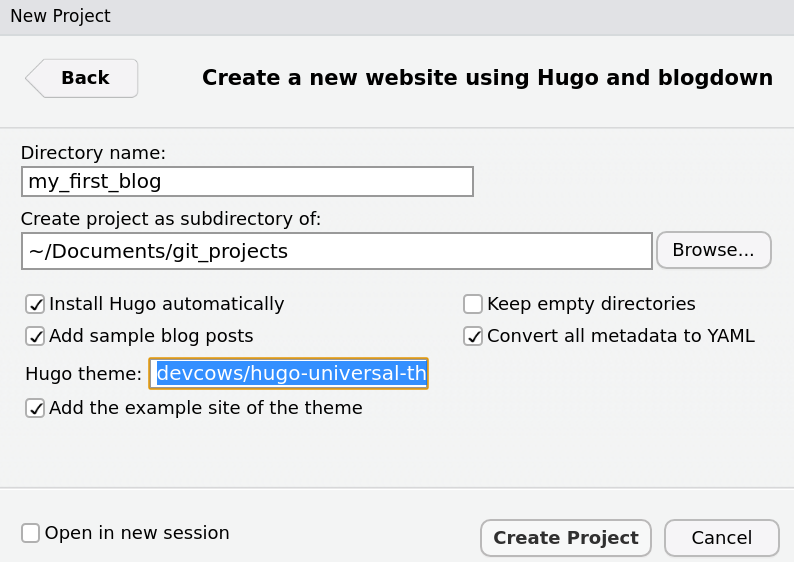 New Project
Back
Create a new website using Hugo and blogdown
Directory name:
my_first_blog
Create project as subdirectory of:
~/Documents/git_projects
Browse...
Install Hugo automatically
Keep empty directories
Add sample blog posts
Convert all metadata to YAML
Hugo theme: devcows/hugo-universal-th
Add the example site of the theme
Open in new session
Create Project
Cancel